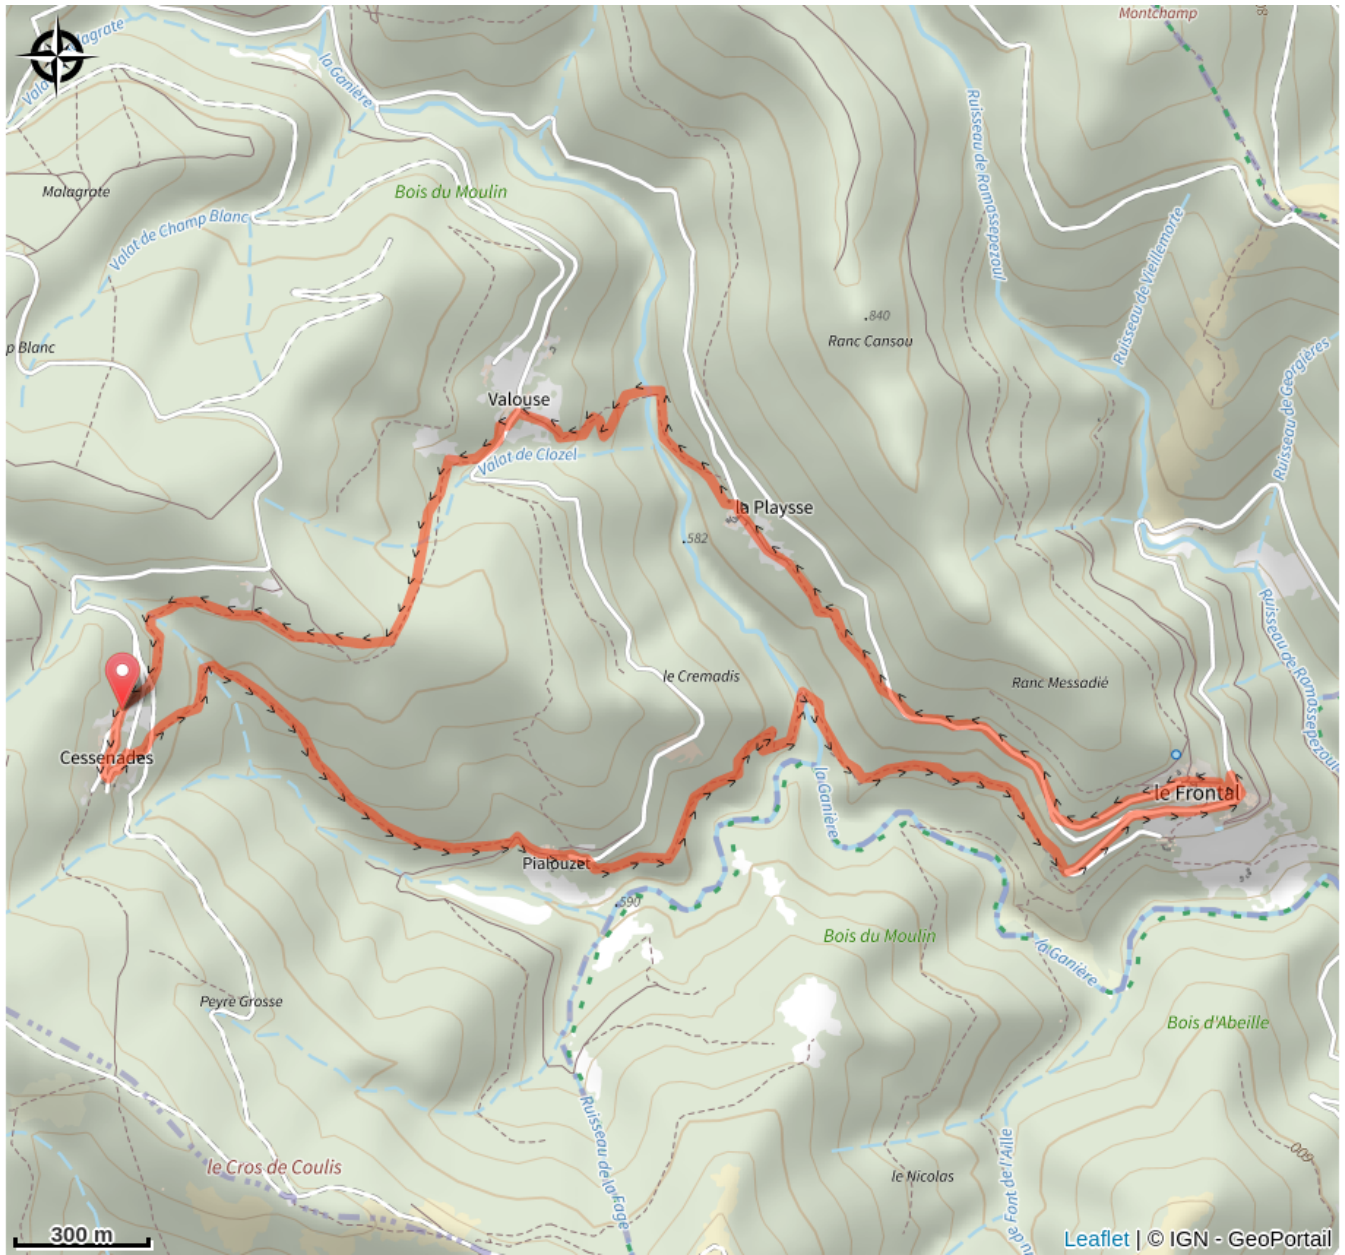 Montchamp
la Ganière
Ruisseau de Ramassepezoul
Malagrate
Bois du Moulin
Valat de Champ Blanc
Ruisseau de Vieillemorte
.840
Ranc Cansou
p Blanc
Ruisseau de Georgières
Valouse
Valat de Clozel
la Playsse
.582
Ruisseau de Ramassepezoul
le Cremadis
Ranc Messadié
Cessenades
le Frontal
la Ganière
Pialouzet
.590
Bois du Moulin
la Ganière
Peyre Grosse
Bois d'Abeille
Ruisseau de la Fage
le Cros de Coulis
le Nicolas
u de Font de l'Aille
600
300 m
Leaflet | © IGN - GeoPortail